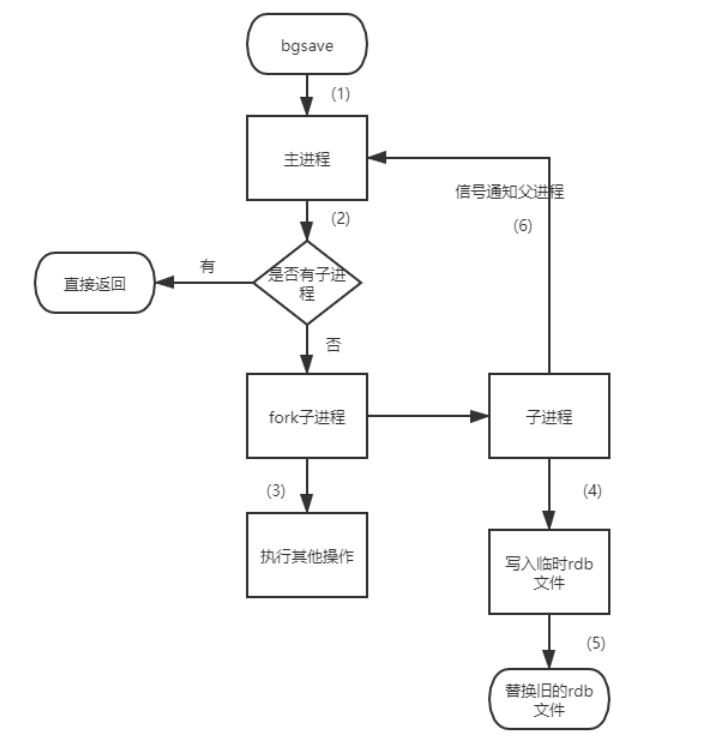 bgsave
(1)
主进程
信号通知父进程
(2)
(6)
有
是否有子进
程
直接返回
否
fork子进程
子进程
(3)
(4)
执行其他操作
写入临时rdb
文件
(5)
替换旧的rdb
文件